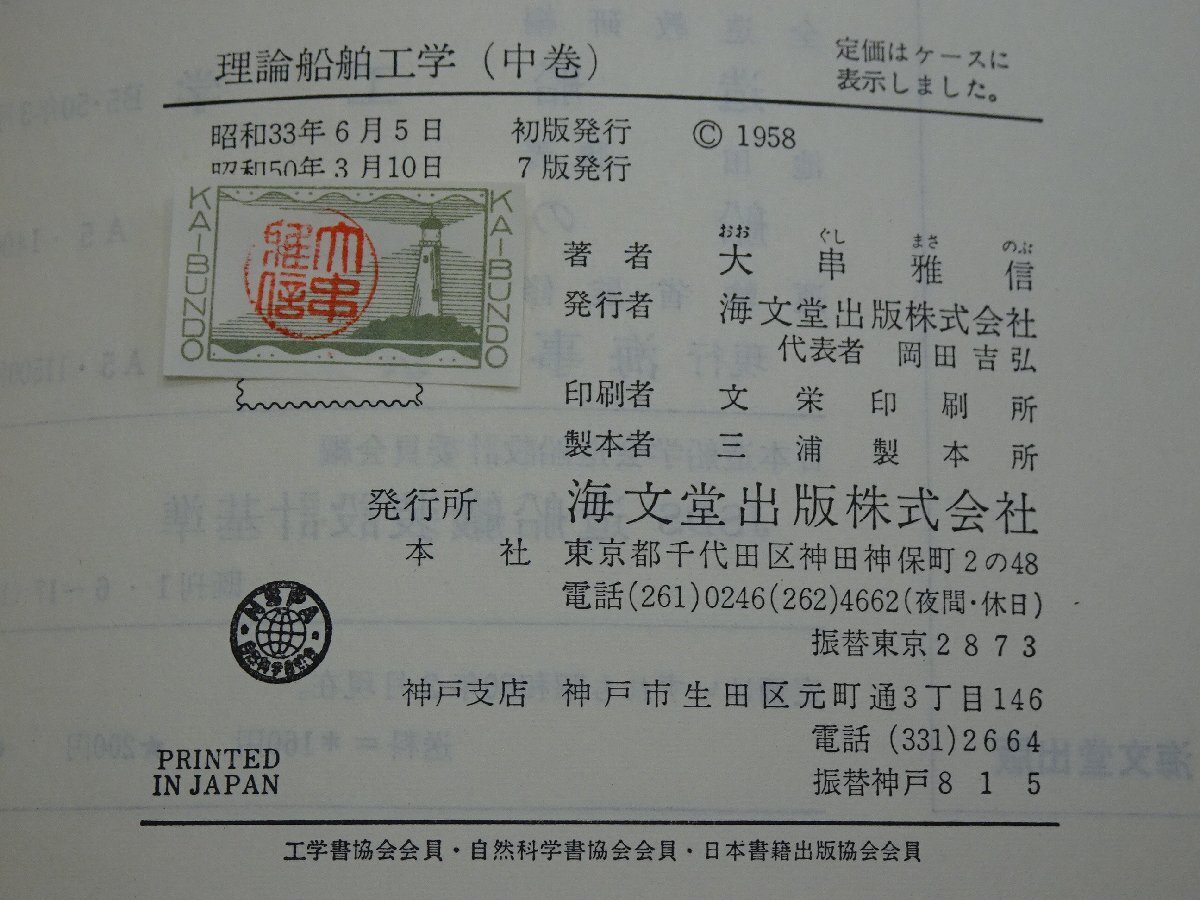 理論船舶工学（中巻）
定価はケースに
表示しました。
昭和33年6月5日 初版発行 © 1958
昭和50年3月10日 7版発行
KAIBUNDO
KAIBUNDO
大串
雅信
おお ぐし まさ のぶ
著者 大串雅信
発行者 海文堂出版株式会社
代表者 岡田吉弘
印刷者 文栄印刷所
製本者 三浦製本所
発行所 海文堂出版株式会社
本社 東京都千代田区神田神保町2の48
電話(261)0246(262)4662(夜間・休日)
振替東京2873
NSPA
神戸支店 神戸市生田区元町通3丁目146
電話 (331)2664
振替神戸815
PRINTED
IN JAPAN
工学書協会会員・自然科学書協会会員・日本書籍出版協会会員